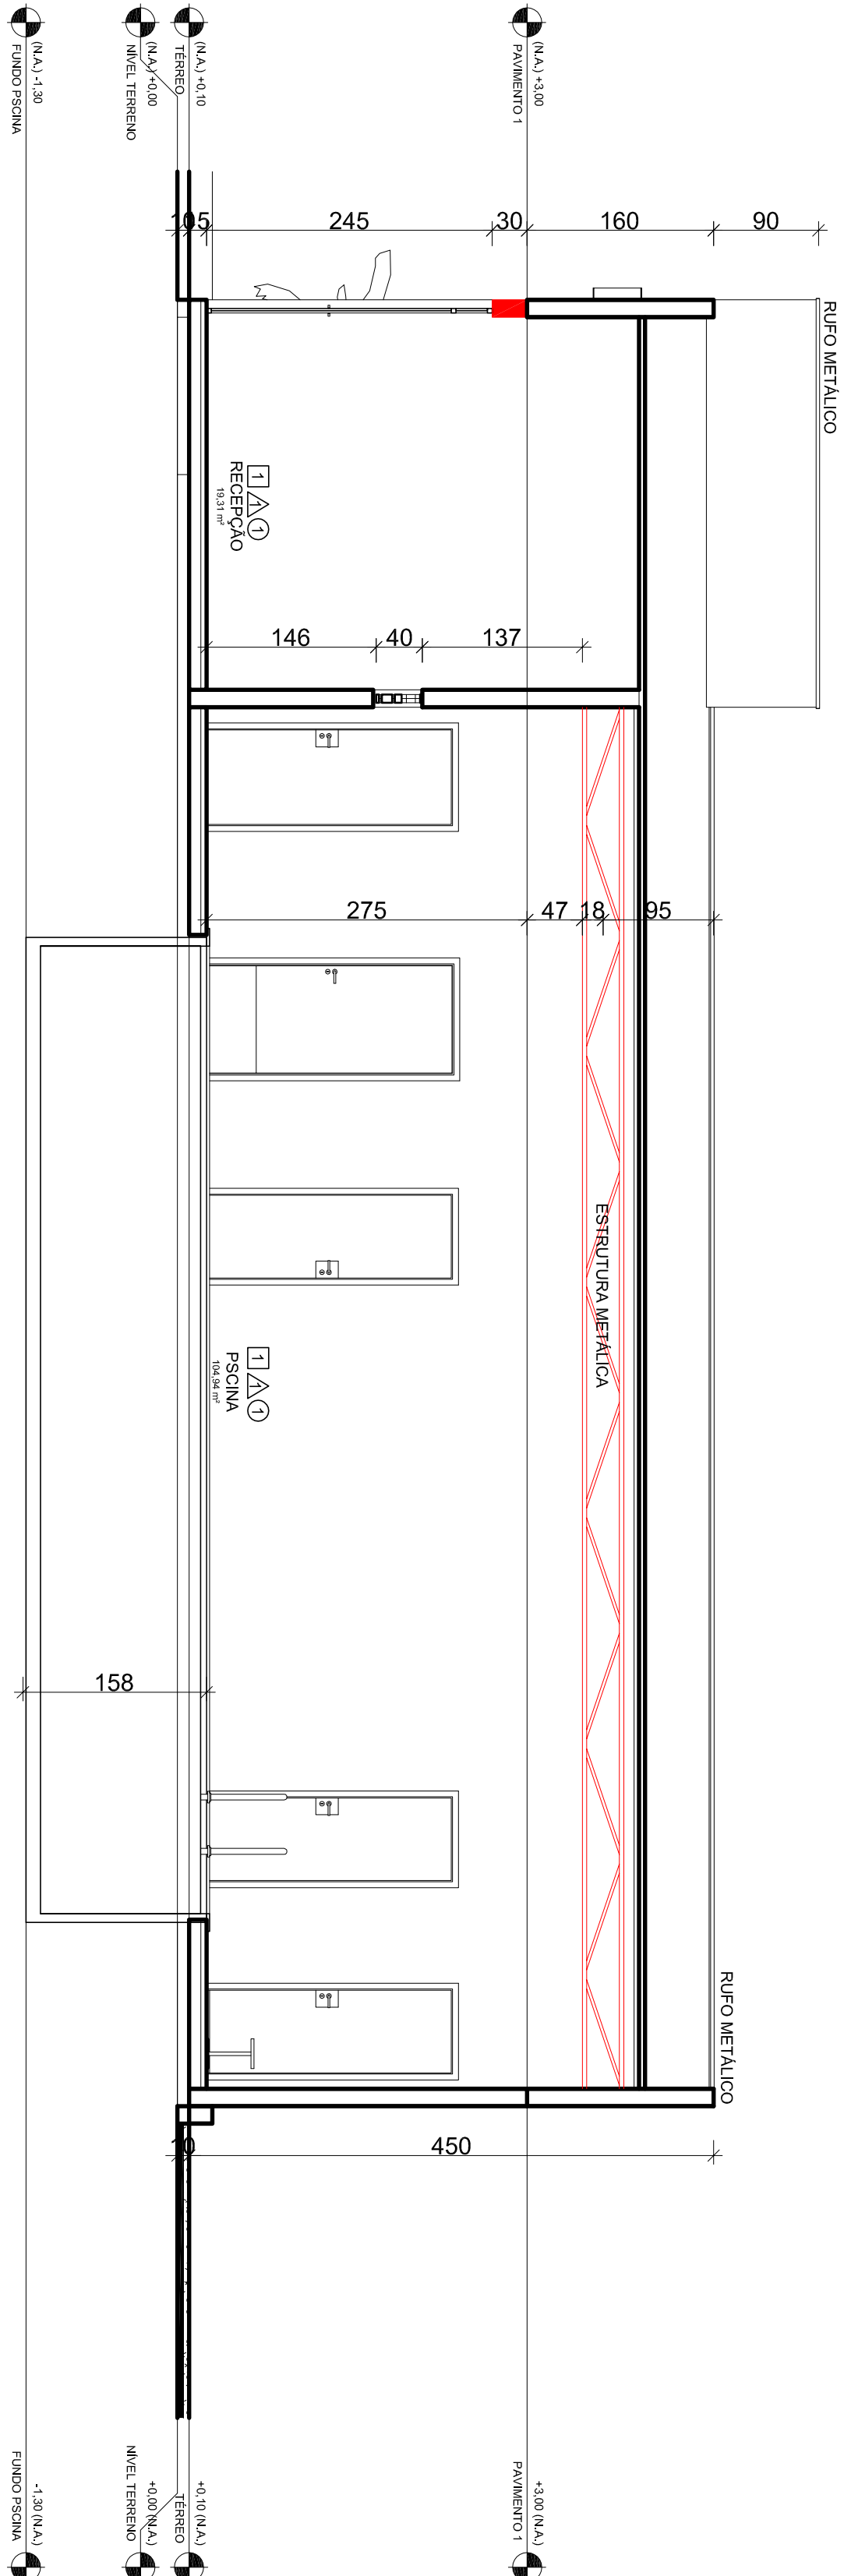 (N.A.) +3,00
PAVIMENTO 1
(N.A.) +0,10
TÉRREO
(N.A.) +0,00
NÍVEL TERRENO
(N.A.) -1,30
FUNDO PSCINA
90
160
30
245
RUFO METÁLICO
1 1 1
RECEPÇÃO
19,31 m²
137
40
146
95
18
47
275
ESTRUTURA METÁLICA
1 1 1
PSCINA
104,94 m²
158
RUFO METÁLICO
450
10
+3,00 (N.A.)
PAVIMENTO 1
+0,10 (N.A.)
TÉRREO
+0,00 (N.A.)
NÍVEL TERRENO
-1,30 (N.A.)
FUNDO PSCINA